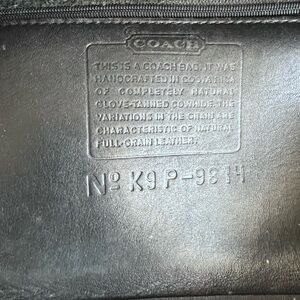 COACH
THIS IS A COACH BAG. IT WAS
HANDCRAFTED IN COSTA RICA
OF COMPLETELY NATURAL
GLOVE-TANNED COWHIDE. THE
VARIATIONS IN THE GRAIN ARE
CHARACTERISTIC OF NATURAL
FULL-GRAIN LEATHER.
No K9P-9814